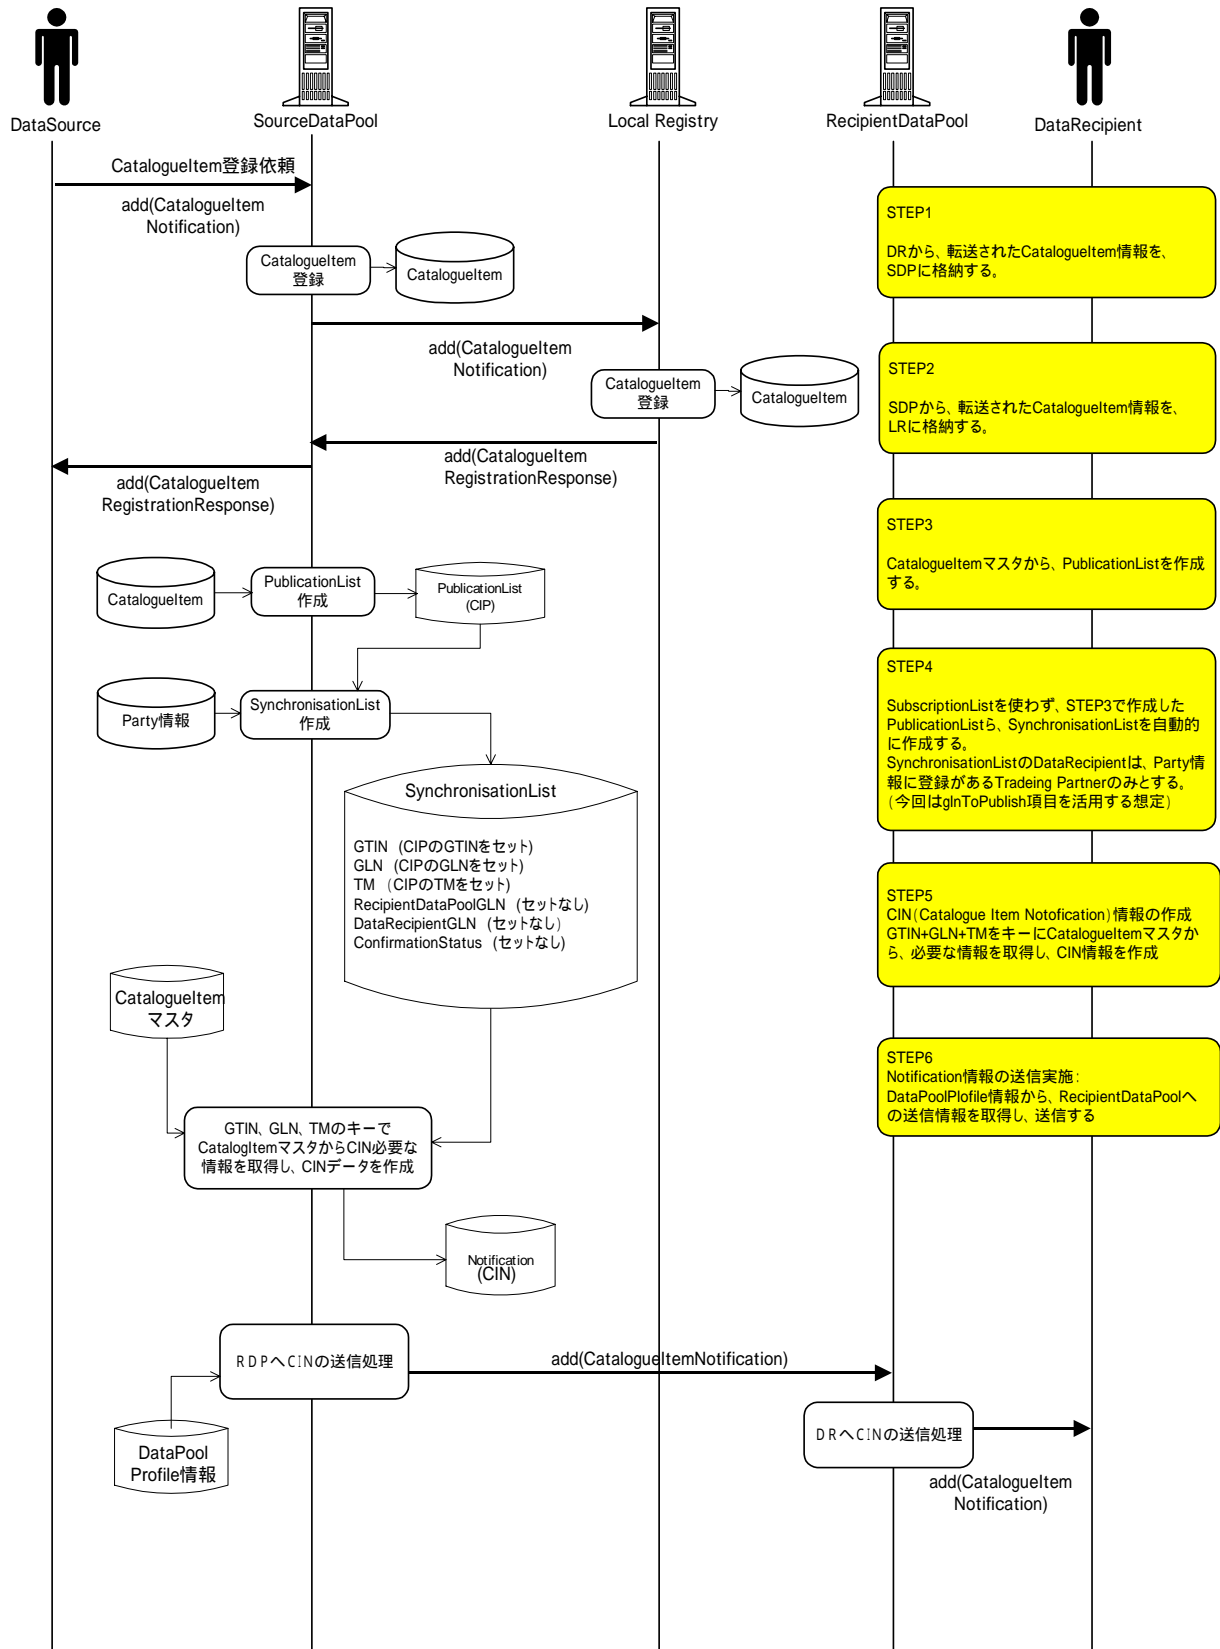 DataSource
SourceDataPool
Local Registry
RecipientDataPool
DataRecipient
CatalogueItem登録依頼
add(CatalogueItem
Notification)
CatalogueItem
登録
CatalogueItem
add(CatalogueItem
Notification)
CatalogueItem
登録
CatalogueItem
add(CatalogueItem
RegistrationResponse)
add(CatalogueItem
RegistrationResponse)
CatalogueItem
PublicationList
作成
PublicationList
(CIP)
Party情報
SynchronisationList
作成
SynchronisationList
GTIN (CIPのGTINをセット)
GLN (CIPのGLNをセット)
TM (CIPのTMをセット)
RecipientDataPoolGLN (セットなし)
DataRecipientGLN (セットなし)
ConfirmationStatus (セットなし)
CatalogueItem
マスタ
GTIN、GLN、TMのキーで
CatalogItemマスタからCIN必要な
情報を取得し、CINデータを作成
Notification
(CIN)
RDPへCINの送信処理
add(CatalogueItemNotification)
DataPool
Profile情報
DRへCINの送信処理
add(CatalogueItem
Notification)
STEP1
DRから、転送されたCatalogueItem情報を、
SDPに格納する。
STEP2
SDPから、転送されたCatalogueItem情報を、
LRに格納する。
STEP3
CatalogueItemマスタから、PublicationListを作成
する。
STEP4
SubscriptionListを使わず、STEP3で作成した
PublicationListら、SynchronisationListを自動的
に作成する。
SynchronisationListのDataRecipientは、Party情
報に登録があるTradeing Partnerのみとする。
(今回はglnToPublish項目を活用する想定)
STEP5
CIN(Catalogue Item Notofication)情報の作成
GTIN+GLN+TMをキーにCatalogueItemマスタか
ら、必要な情報を取得し、CIN情報を作成
STEP6
Notification情報の送信実施:
DataPoolPlofile情報から、RecipientDataPoolへ
の送信情報を取得し、送信する